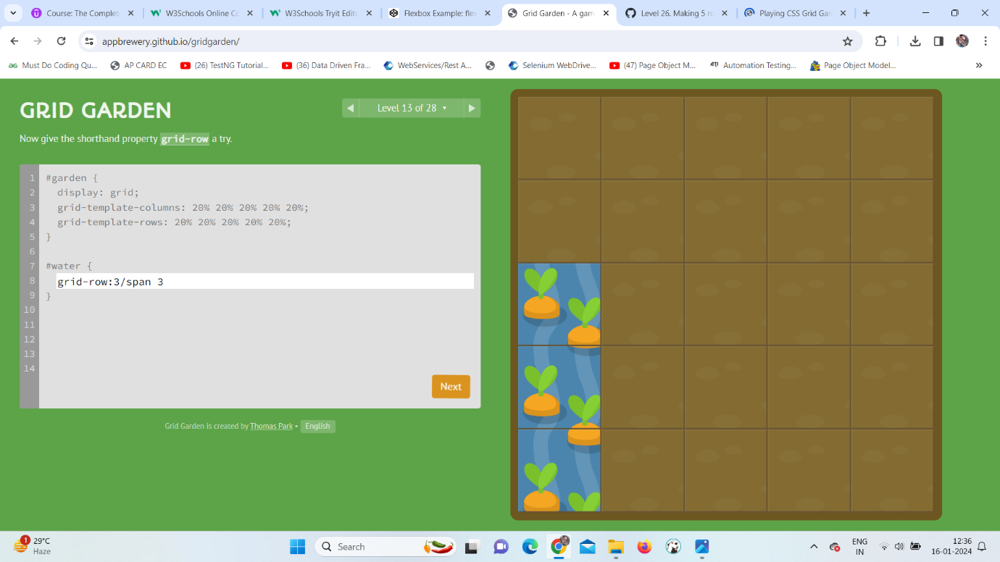 Course: The Complet
W3Schools Online Co
W3Schools Tryit Edito
Flexbox Example: flex
Grid Garden - A gam
Level 26. Making 5 ro
Playing CSS Grid Gar
appbrewery.github.io/gridgarden/
Must Do Coding Qu...
AP CARD EC
(26) TestNG Tutorial...
(36) Data Driven Fra...
WebServices/Rest A...
Selenium WebDrive...
(47) Page Object M...
Automation Testing...
Page Object Model...
»
GRID GARDEN
Level 13 of 28
Now give the shorthand property grid-row a try.
1 #garden {
2 display: grid;
3 grid-template-columns: 20% 20% 20% 20% 20%;
4 grid-template-rows: 20% 20% 20% 20% 20%;
5 }
6
7 #water {
8 grid-row:3/span 3
9 }
10
11
12
13
14
Next
Grid Garden is created by Thomas Park • English
1
29°C
Haze
Search
ENG
IN
12:36
16-01-2024